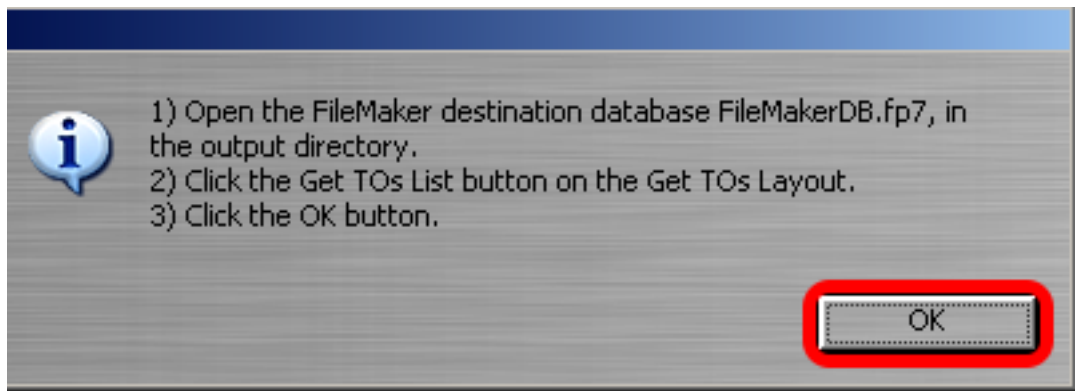 1) Open the FileMaker destination database FileMakerDB.fp7, in
the output directory.
2) Click the Get TOs List button on the Get TOs Layout.
3) Click the OK button.
OK